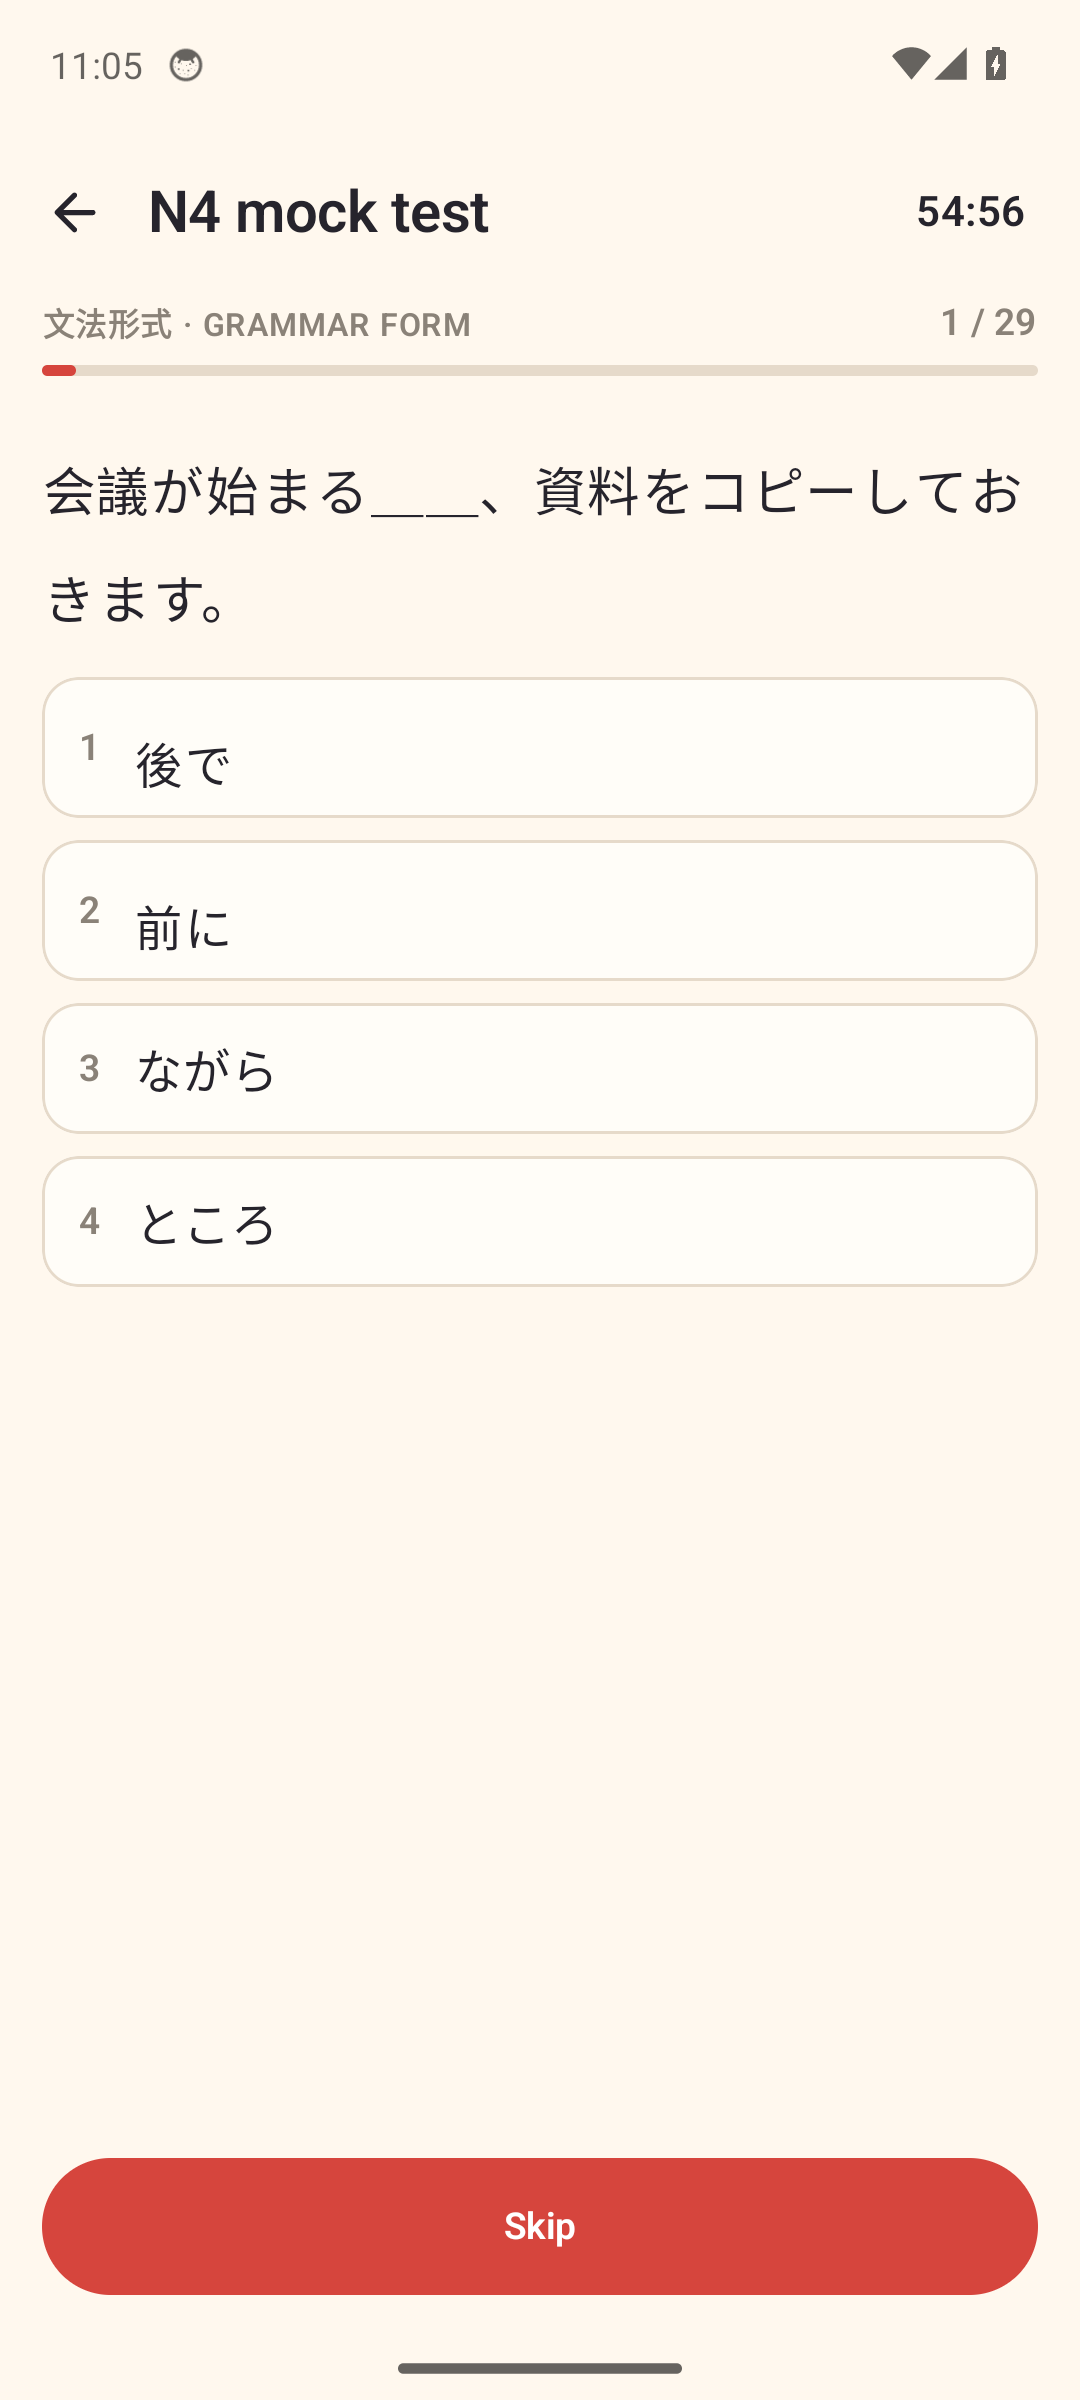 11:05
N4 mock test
54:56
文法形式 · GRAMMAR FORM
1 / 29
会議が始まる____、資料をコピーしてお
きます。
1 後で
2 前に
3 ながら
4 ところ
Skip